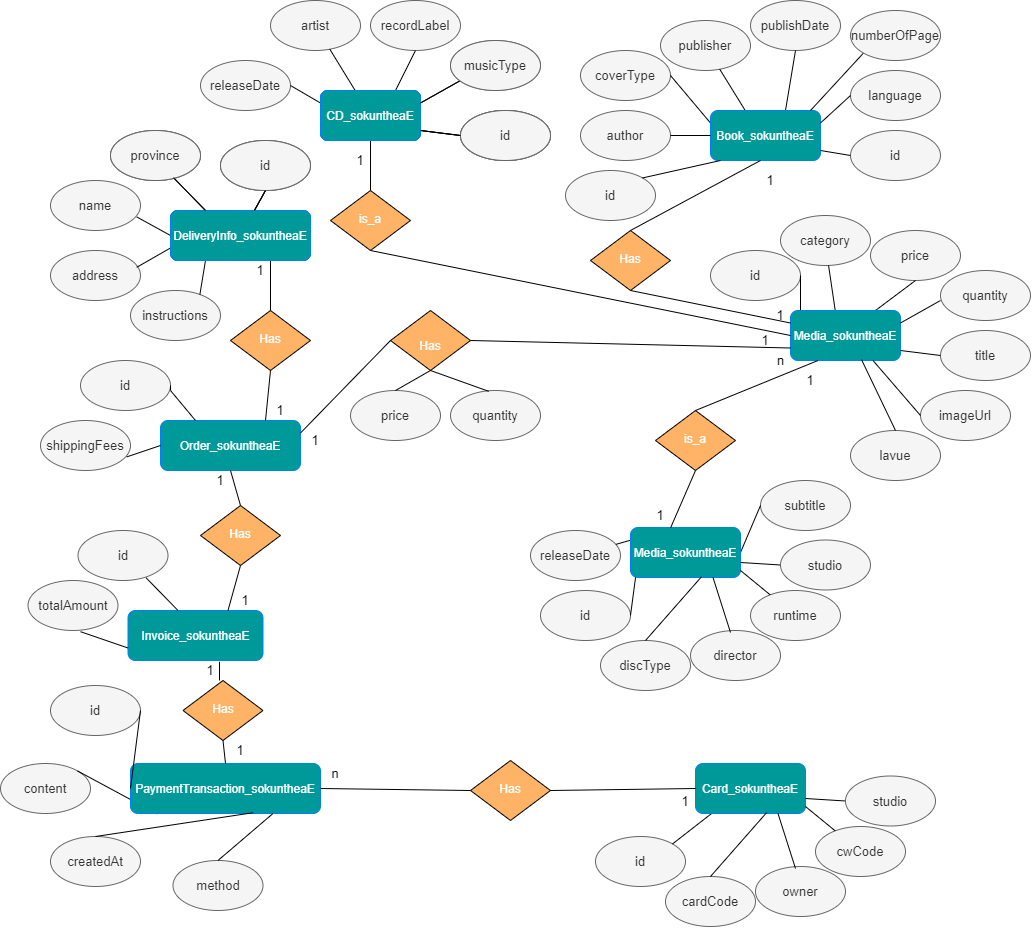 artist
recordLabel
releaseDate
musicType
CD_sokuntheaE
id
1
publishDate
publisher
numberOfPage
coverType
language
author
Book_sokuntheaE
id
id
1
province
id
name
DeliveryInfo_sokuntheaE
address
1
instructions
is_a
Has
category
price
id
quantity
1
Media_sokuntheaE
1
n
title
1
imageUrl
lavue
Has
Has
price
quantity
id
1
shippingFees
Order_sokuntheaE
1
1
is_a
1
Has
subtitle
releaseDate
Media_sokuntheaE
studio
id
runtime
discType
director
id
1
totalAmount
Invoice_sokuntheaE
1
Has
id
1
content
PaymentTransaction_sokuntheaE
n
createdAt
method
Has
1
Card_sokuntheaE
studio
cwCode
id
owner
cardCode